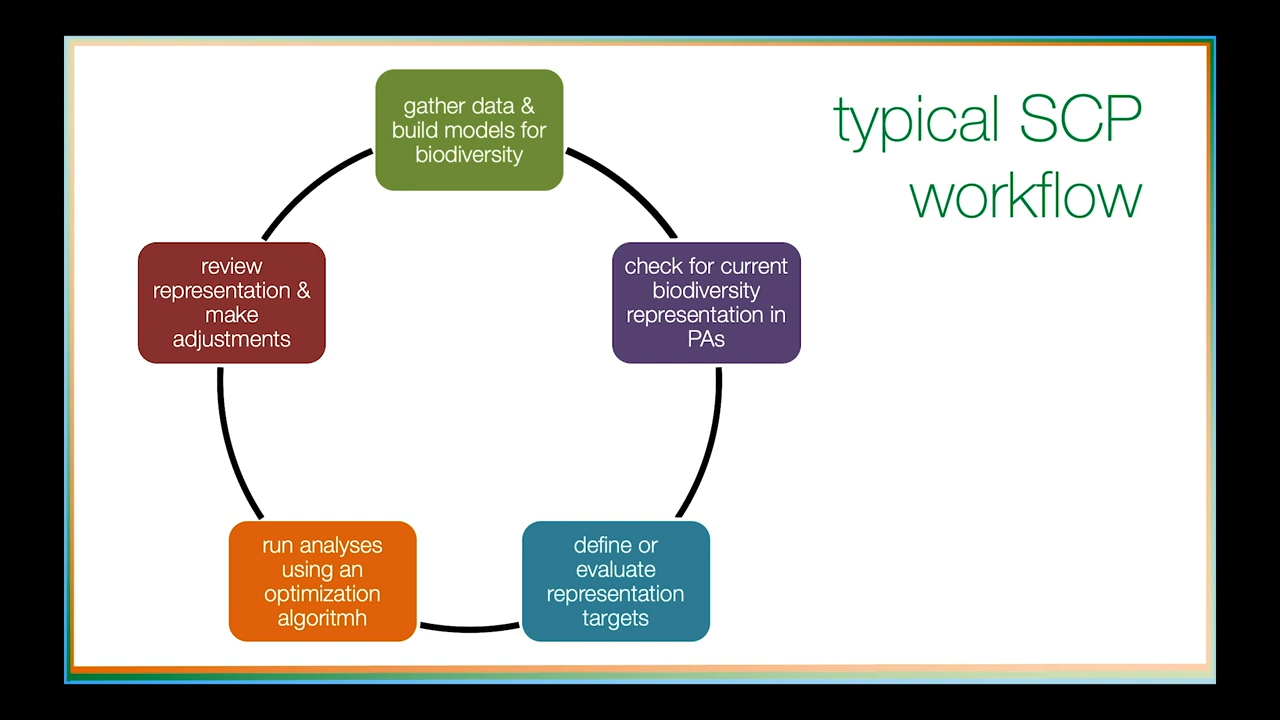 typical SCP
workflow
gather data &
build models for
biodiversity
check for current
biodiversity
representation in
PAs
define or
evaluate
representation
targets
run analyses
using an
optimization
algoritmh
review
representation &
make
adjustments